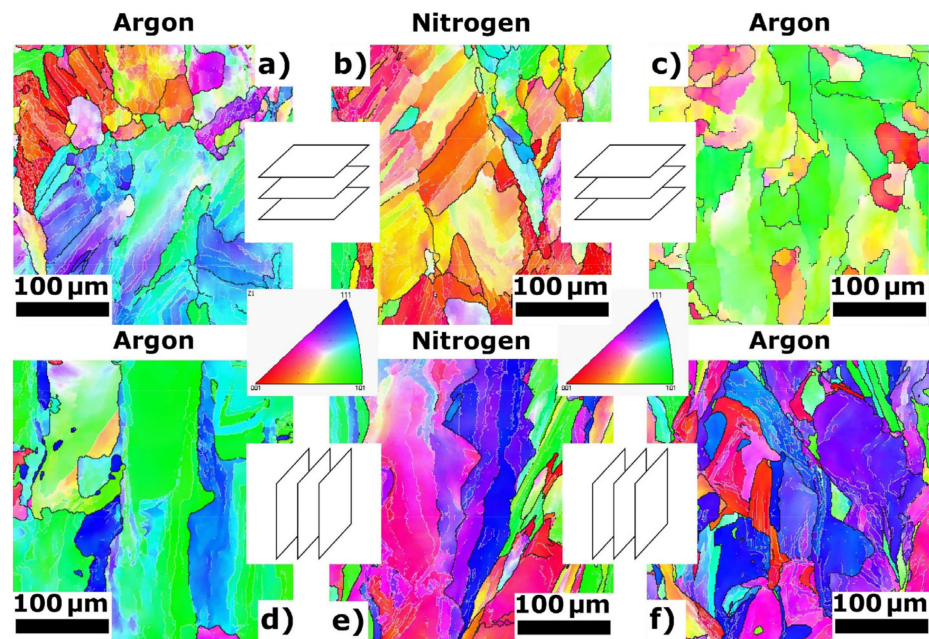 Argon Nitrogen Argon
a) b) c)
100 µm 100 µm 100 µm
Z1 111 111
001 101 001 101
Argon Nitrogen Argon
100 µm 100 µm 100 µm
d) e) f)